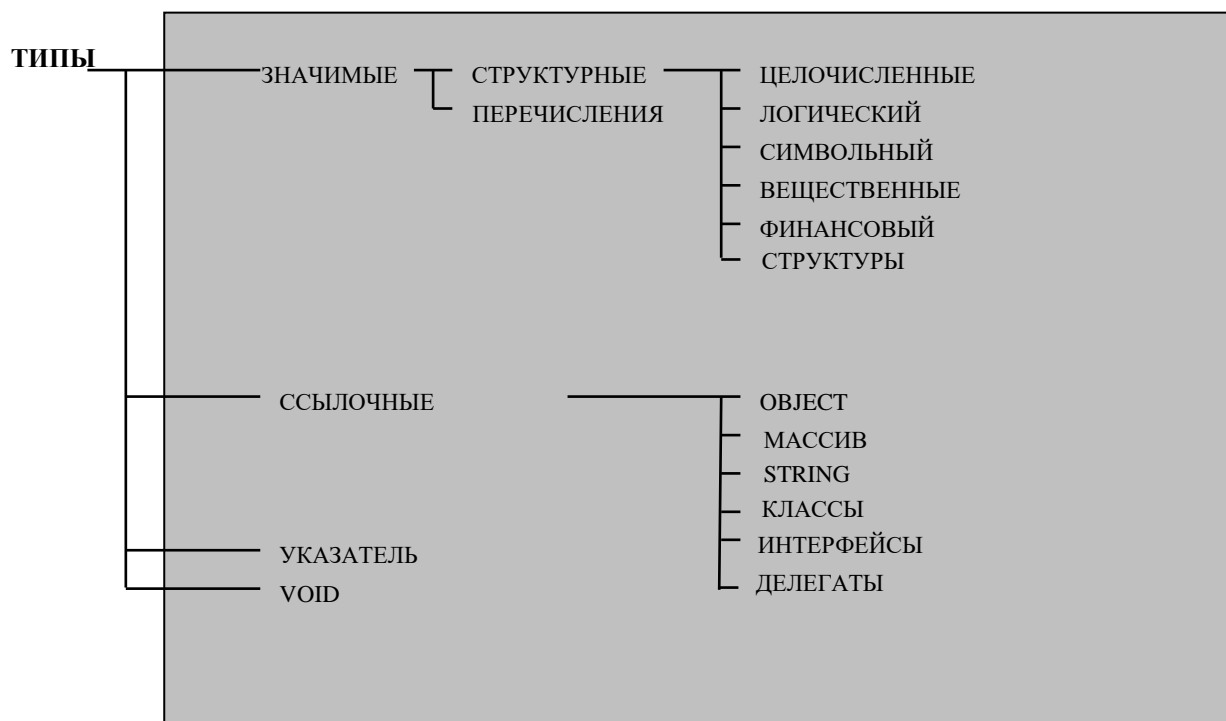 ТИПЫ
ЗНАЧИМЫЕ СТРУКТУРНЫЕ ЦЕЛОЧИСЛЕННЫЕ
ПЕРЕЧИСЛЕНИЯ ЛОГИЧЕСКИЙ
СИМВОЛЬНЫЙ
ВЕЩЕСТВЕННЫЕ
ФИНАНСОВЫЙ
СТРУКТУРЫ
ССЫЛОЧНЫЕ OBJECT
МАССИВ
STRING
КЛАССЫ
УКАЗАТЕЛЬ ИНТЕРФЕЙСЫ
VOID ДЕЛЕГАТЫ